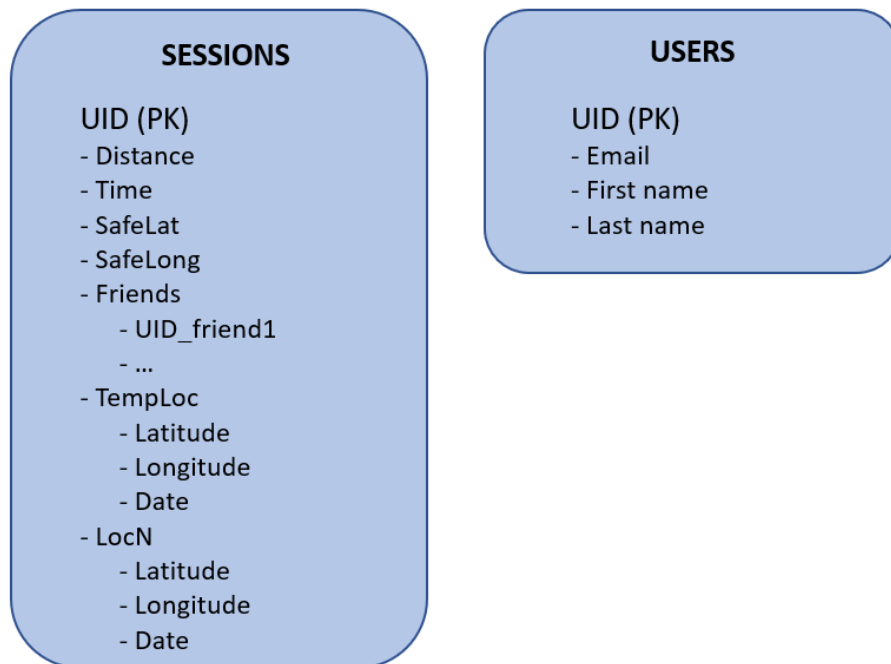 SESSIONS
UID (PK)
- Distance
- Time
- SafeLat
- SafeLong
- Friends
- UID_friend1
- ...
- TempLoc
- Latitude
- Longitude
- Date
- LocN
- Latitude
- Longitude
- Date
USERS
UID (PK)
- Email
- First name
- Last name